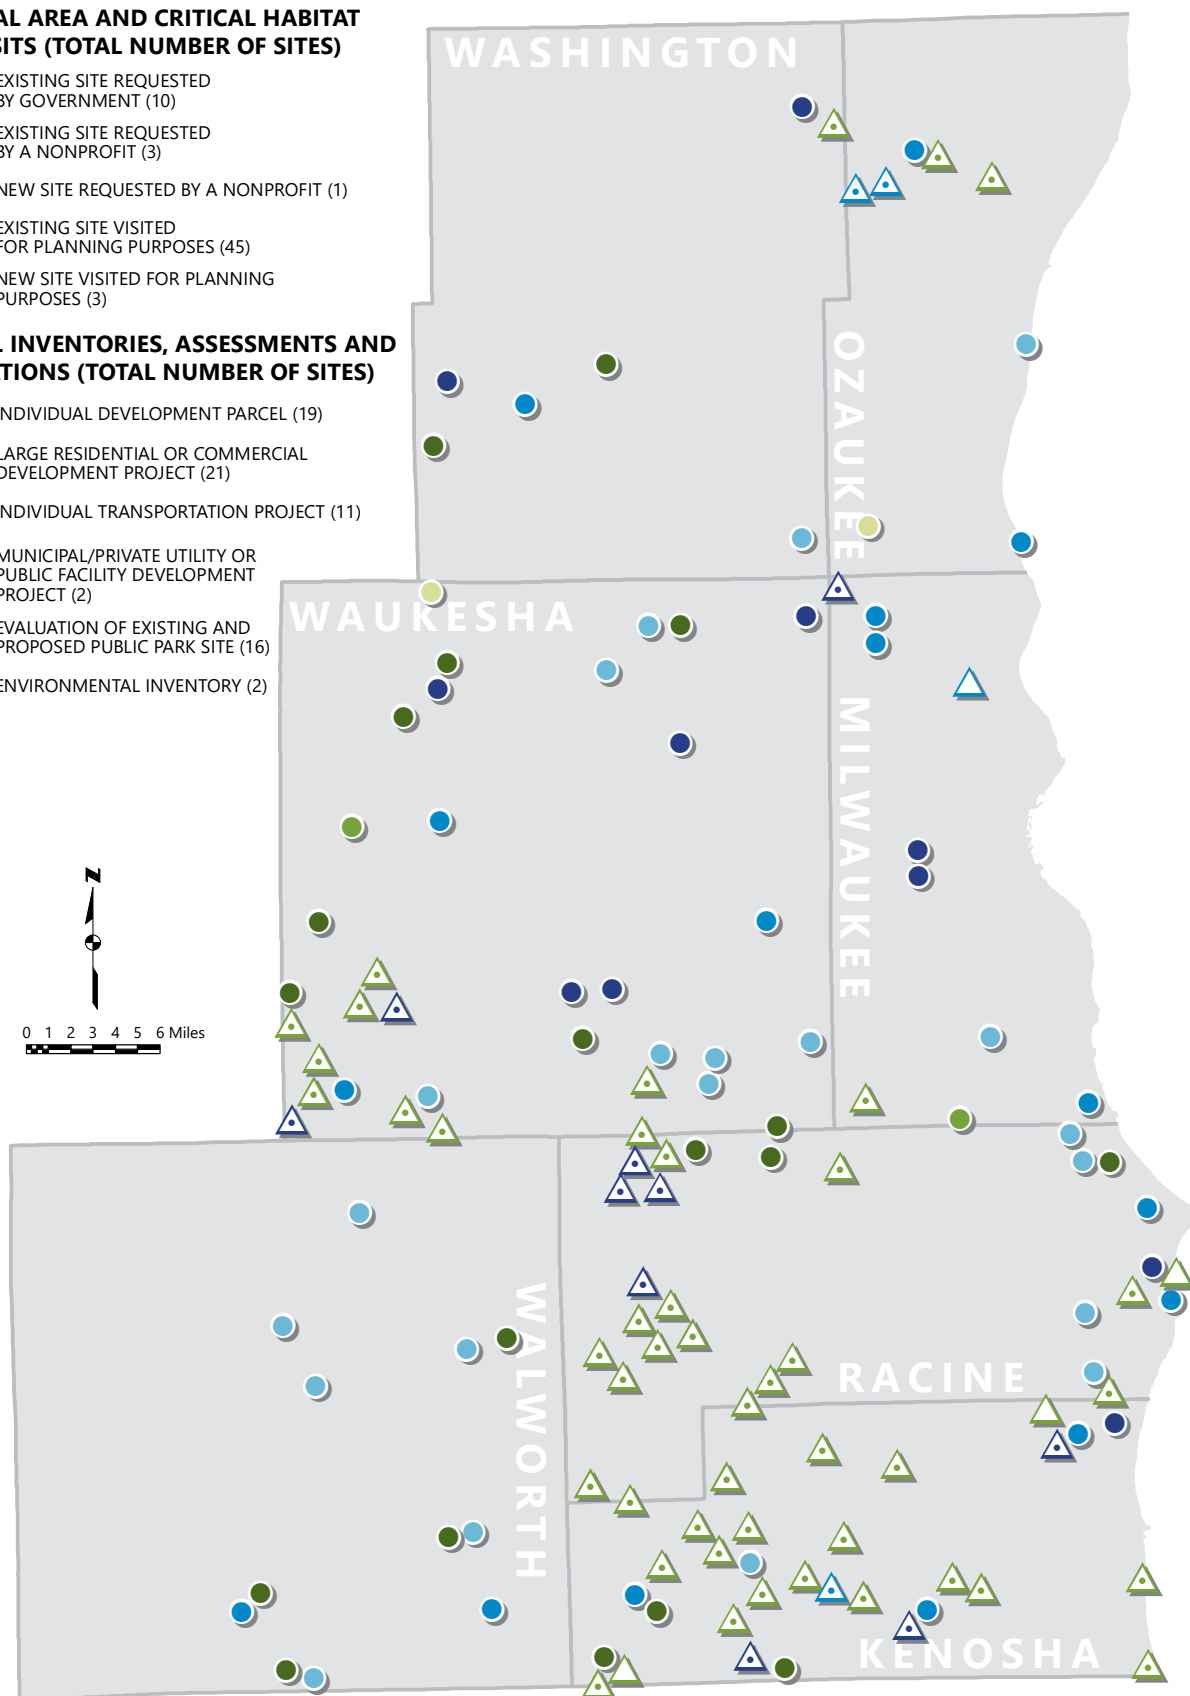 AL AREA AND CRITICAL HABITAT
SITS (TOTAL NUMBER OF SITES)
EXISTING SITE REQUESTED
BY GOVERNMENT (10)
EXISTING SITE REQUESTED
BY A NONPROFIT (3)
NEW SITE REQUESTED BY A NONPROFIT (1)
EXISTING SITE VISITED
FOR PLANNING PURPOSES (45)
NEW SITE VISITED FOR PLANNING
PURPOSES (3)
L INVENTORIES, ASSESSMENTS AND
ATIONS (TOTAL NUMBER OF SITES)
INDIVIDUAL DEVELOPMENT PARCEL (19)
LARGE RESIDENTIAL OR COMMERCIAL
DEVELOPMENT PROJECT (21)
INDIVIDUAL TRANSPORTATION PROJECT (11)
MUNICIPAL/PRIVATE UTILITY OR
PUBLIC FACILITY DEVELOPMENT
PROJECT (2)
EVALUATION OF EXISTING AND
PROPOSED PUBLIC PARK SITE (16)
ENVIRONMENTAL INVENTORY (2)
WASHINGTON
OZAUKEE
WAUKESHA
MILWAUKEE
N
0 1 2 3 4 5 6 Miles
WALWORTH
RACINE
KENOSHA